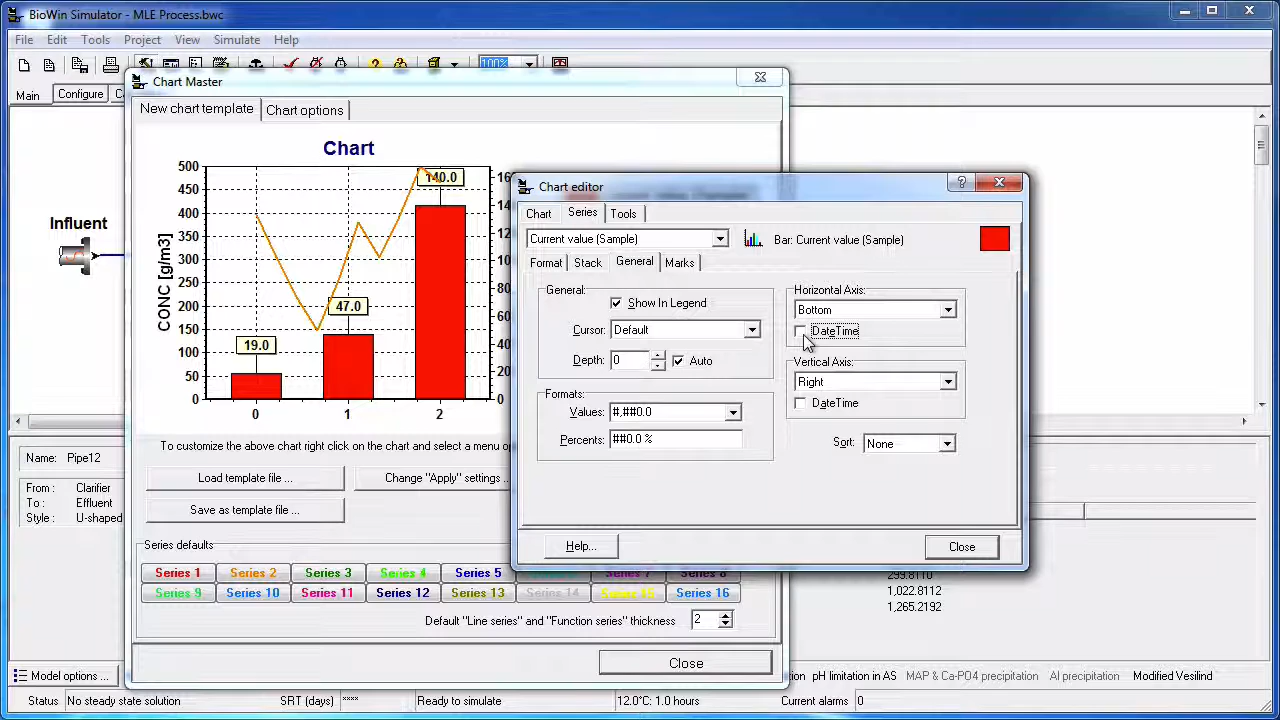 BioWin Simulator - MLE Process.bwc
File Edit Tools Project View Simulate Help
100%
Main Configure
Influent
Name: Pipe12
From : Clarifier
To : Effluent
Style : U-shaped
Model options ...
Chart Master
New chart template Chart options
Chart
CONC [g/m3]
500
450
400
350
300
250
200
150
100
50
0
19.0 47.0 140.0
0 1 2
To customize the above chart right click on the chart and select a menu
Load template file ... Change "Apply" settings ..
Save as template file ...
Series defaults
Series 1 Series 2 Series 3 Series 4 Series 5
Series 9 Series 10 Series 11 Series 12 Series 13 Series 14 Series 15 Series 16
Default "Line series" and "Function series" thickness 2
Close
Chart editor
Chart Series Tools
Current value (Sample) Bar: Current value (Sample)
Format Stack General Marks
General:
Show In Legend
Cursor: Default
Depth: 0 Auto
Formats:
Values: #,##0.0
Percents: ##0.0 %
Horizontal Axis:
Bottom
DateTime
Vertical Axis:
Right
DateTime
Sort: None
Help... Close
299.8110
1,022.8112
1,265.2192
pH limitation in AS MAP & Ca-PO4 precipitation Al precipitation Modified Vesilind
Status No steady state solution SRT (days) **** Ready to simulate 12.0°C: 1.0 hours Current alarms 0